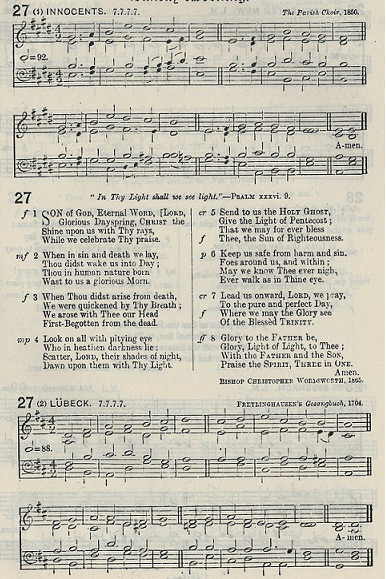 27 (1) INNOCENTS. 7.7.7.7. The Parish Choir, 1850.
=92.
A-men.
27 "In Thy Light shall we see light."—PSALM xxxvi. 9.
f 1 SON of God, Eternal WORD, [LORD,
Glorious Dayspring, CHRIST the
Shine upon us with Thy rays,
While we celebrate Thy praise.
mf 2 When in sin and death we lay,
Thou didst wake us into Day;
Thou in human nature born
Wast to us a glorious Morn.
f 3 When Thou didst arise from death,
We were quickened by Thy Breath;
We arose with Thee our Head
First-Begotten from the dead.
mp 4 Look on all with pitying eye
Who in heathen darkness lie;
Scatter, LORD, their shades of night,
Dawn upon them with Thy Light.
cr 5 Send to us the HOLY GHOST,
Give the Light of Pentecost;
That we may for ever bless
f Thee, the Sun of Righteousness.
p 6 Keep us safe from harm and sin,
Foes around us, and within;
May we know Thee ever nigh,
Ever walk as in Thine eye.
cr 7 Lead us onward, LORD, we pray,
To the pure and perfect Day,
f Where we may the Glory see
Of the Blessèd TRINITY.
ff 8 Glory to the FATHER be,
Glory, Light of Light, to Thee;
With the FATHER and the SON,
Praise the SPIRIT, THREE IN ONE.
Amen.
BISHOP CHRISTOPHER WORDSWORTH, 1865.
27 (2) LÜBECK. 7.7.7.7. FREYLINGHAUSEN'S Gesangbuch, 1704.
=88.
A-men.